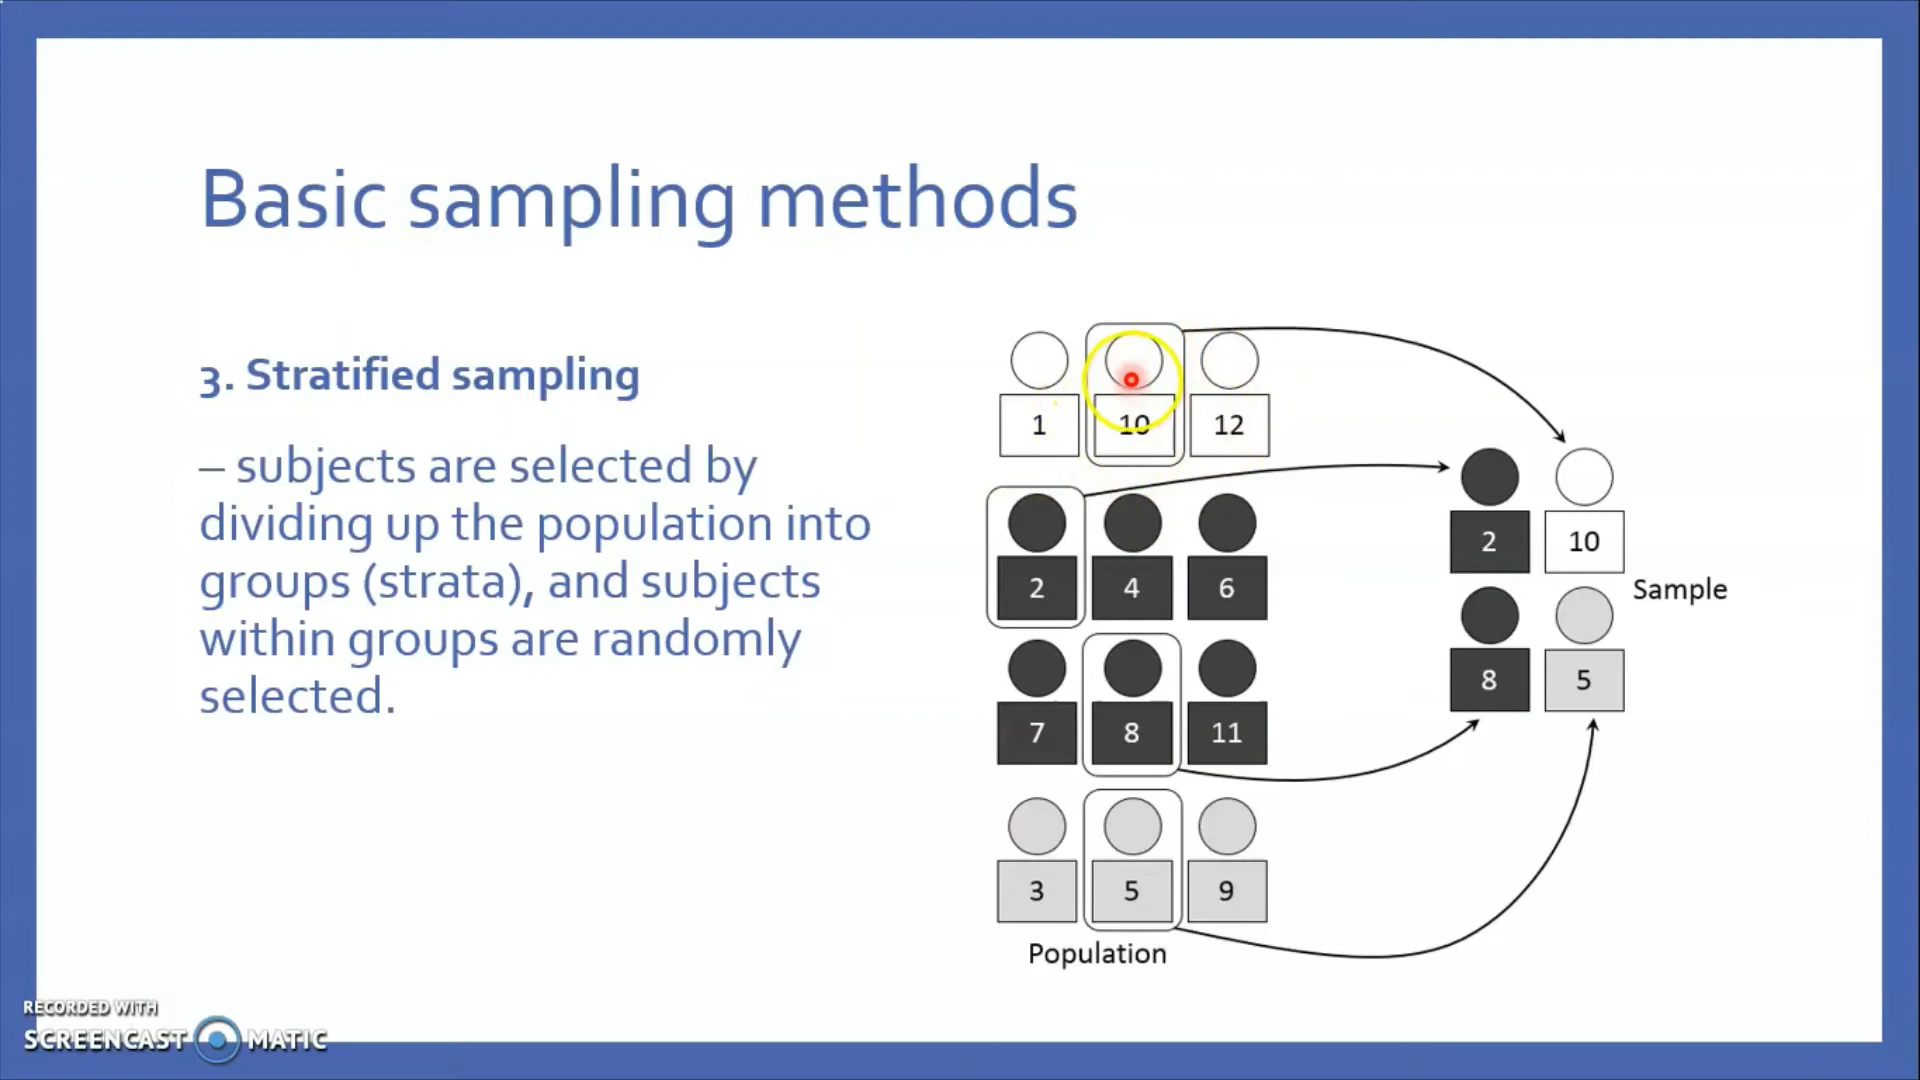 Basic sampling methods
3. Stratified sampling
– subjects are selected by
dividing up the population into
groups (strata), and subjects
within groups are randomly
selected.
1 10 12
2 4 6
7 8 11
3 5 9
Population
2 10
Sample
8 5
RECORDED WITH
SCREENCAST MATIC